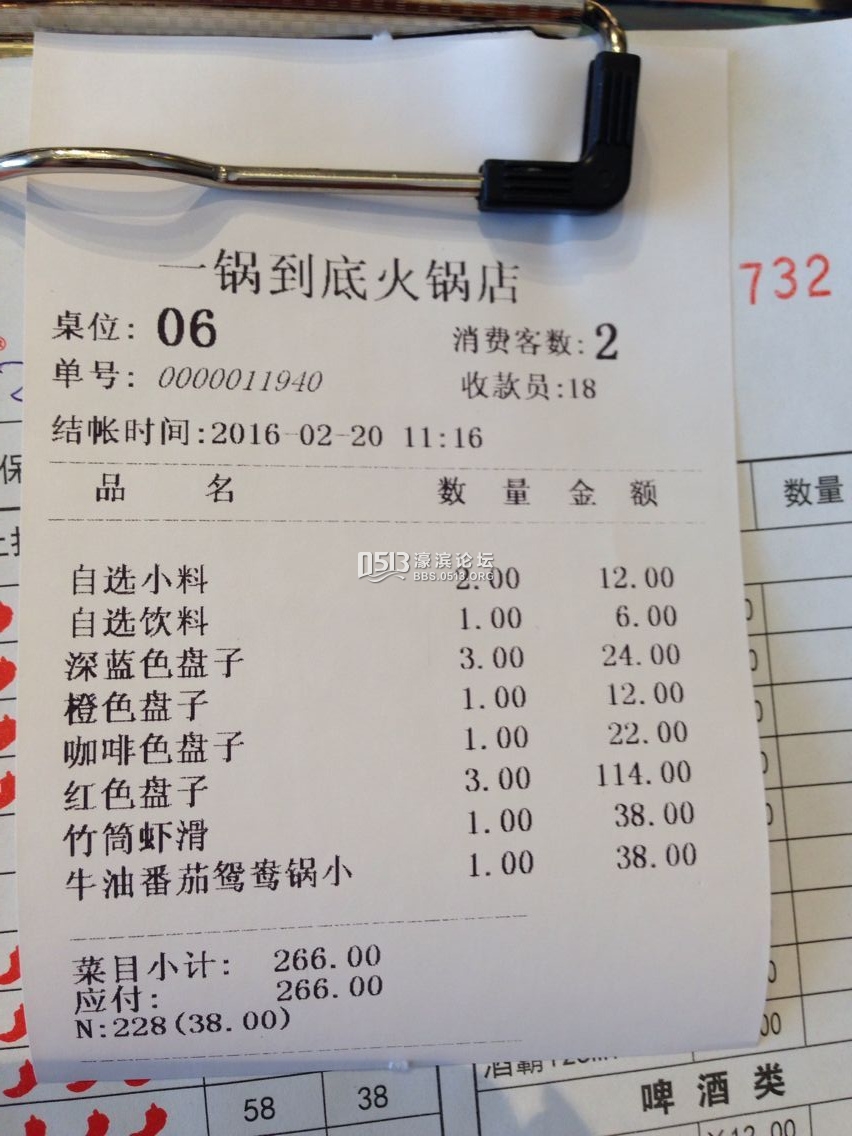 一锅到底火锅店
732
桌位: 06 消费客数: 2
单号: 0000011940 收款员:18
结帐时间:2016-02-20 11:16
品 名 数 量 金 额
数量
自选小料 2.00 12.00
0513 濠滨论坛
BBS.0513.ORG
自选饮料 1.00 6.00
深蓝色盘子 3.00 24.00
橙色盘子 1.00 12.00
咖啡色盘子 1.00 22.00
红色盘子 3.00 114.00
竹筒虾滑 1.00 38.00
牛油番茄鸳鸯锅小 1.00 38.00
菜目小计: 266.00
应付: 266.00
N:228(38.00)
啤 酒 类
58 38